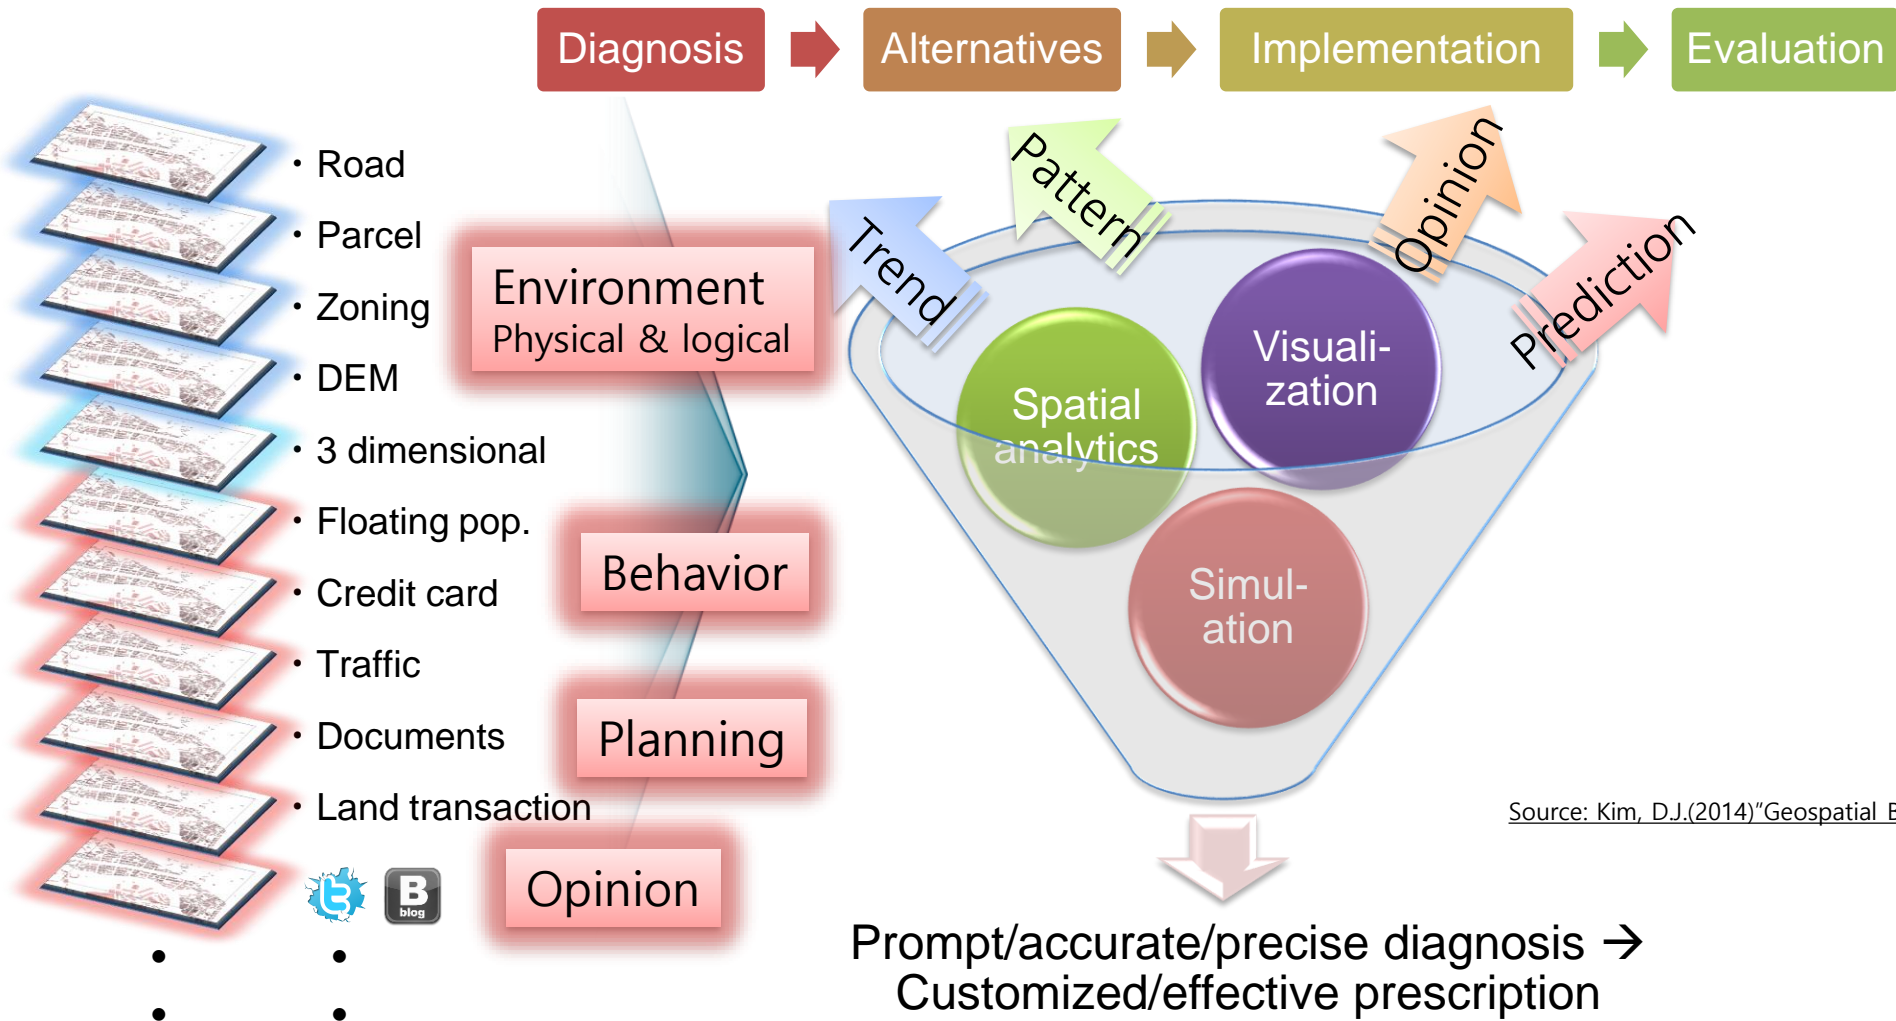 Diagnosis
Alternatives
Implementation
Evaluation
・Road
・Parcel
・Zoning
・DEM
・3 dimensional
・Floating pop.
・Credit card
・Traffic
・Documents
・Land transaction
B
blog
•
•
•
•
Environment
Physical & logical
Behavior
Planning
Opinion
Trend
Pattern
Opinion
Prediction
Spatial
analytics
Visuali-
zation
Simul-
ation
Source: Kim, D.J.(2014)"Geospatial B
Prompt/accurate/precise diagnosis →
Customized/effective prescription